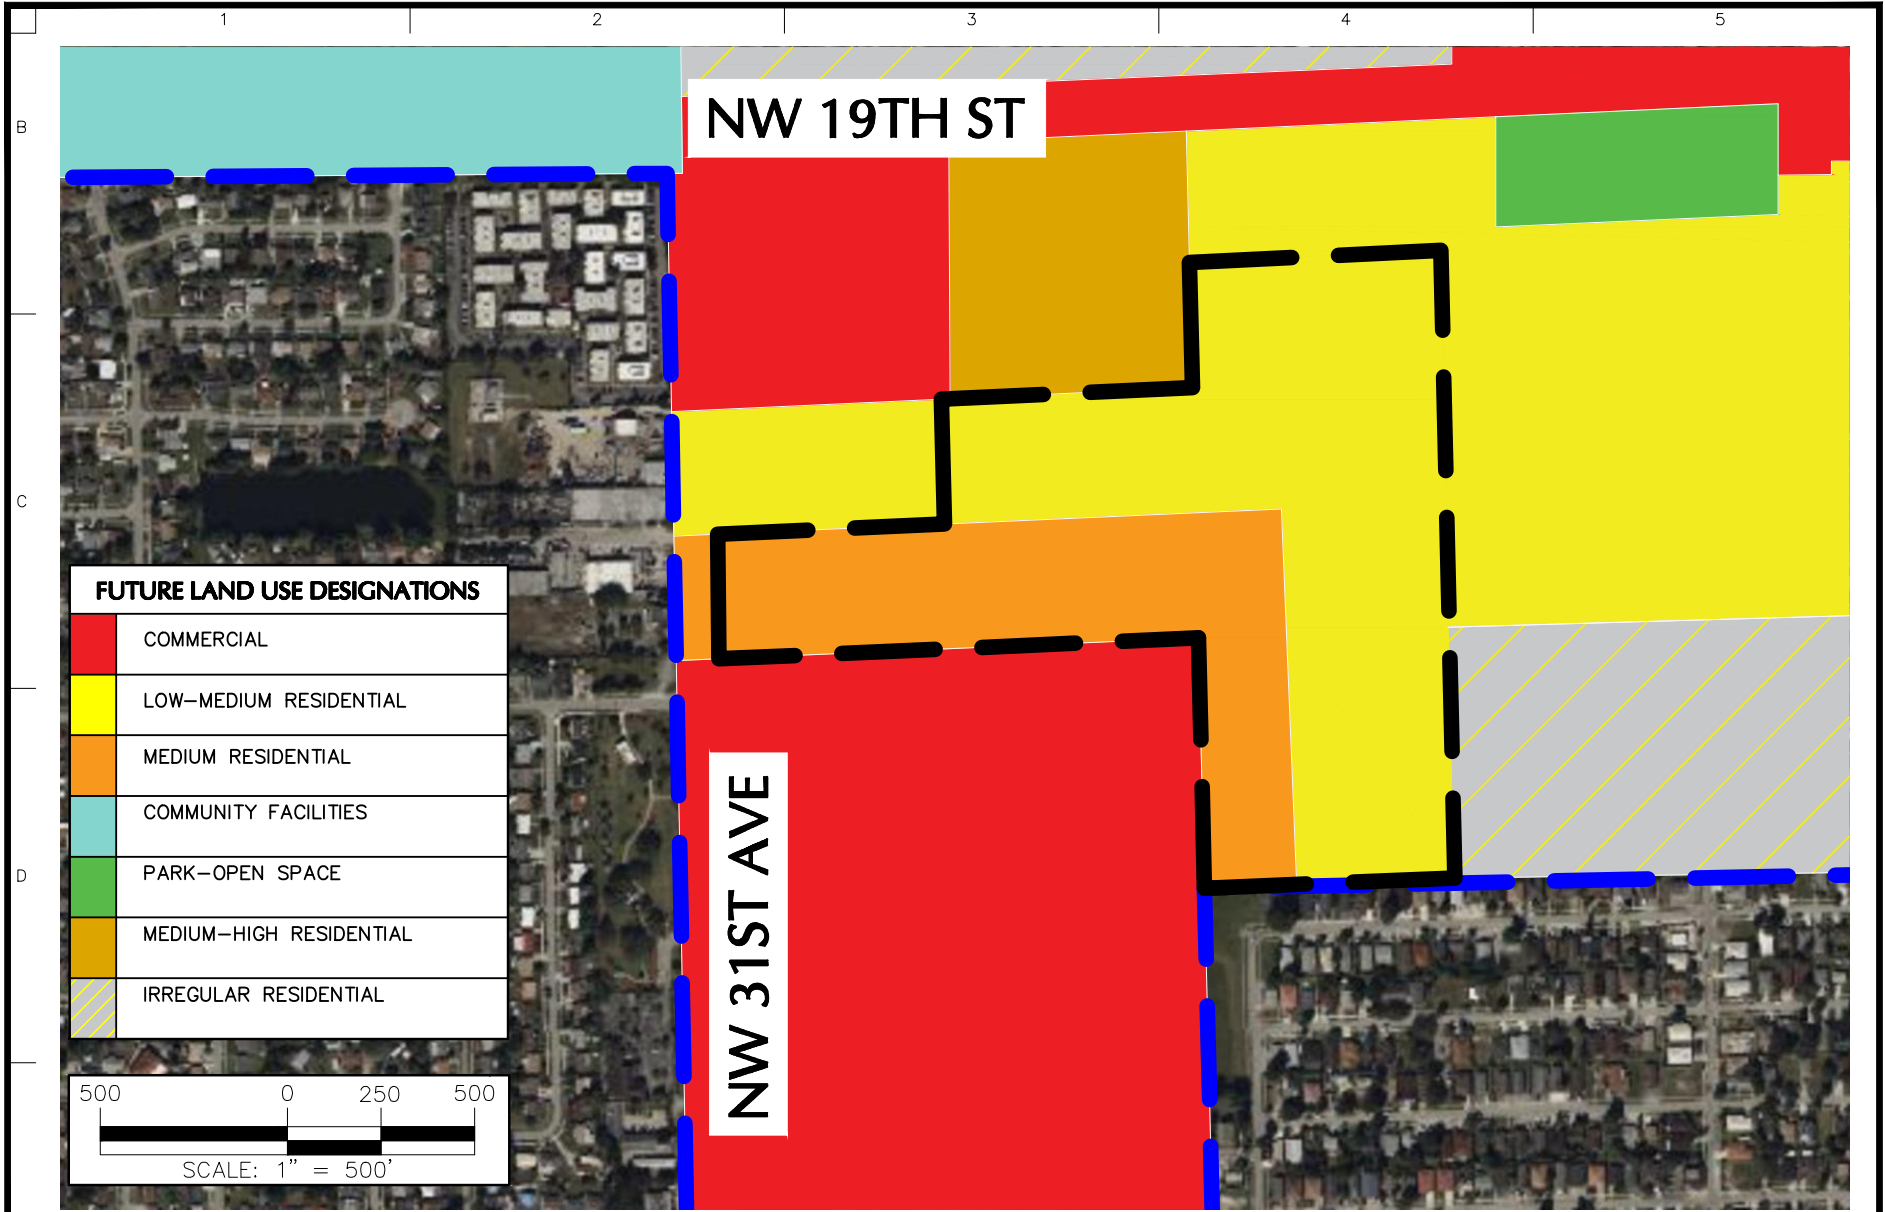 1 2 3 4 5
B
NW 19TH ST
C
FUTURE LAND USE DESIGNATIONS
COMMERCIAL
LOW-MEDIUM RESIDENTIAL
MEDIUM RESIDENTIAL
COMMUNITY FACILITIES
PARK-OPEN SPACE
MEDIUM-HIGH RESIDENTIAL
IRREGULAR RESIDENTIAL
NW 31ST AVE
D
500 0 250 500
SCALE: 1" = 500'